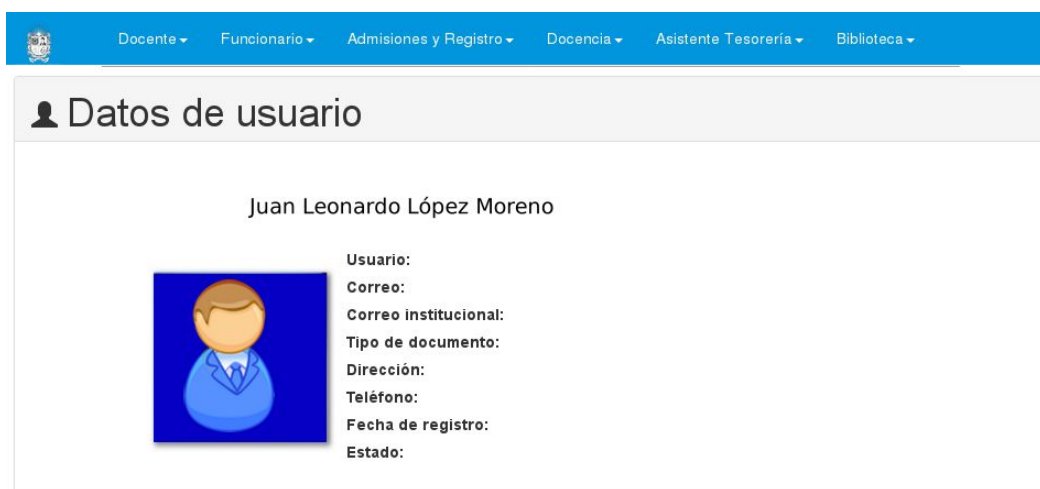 Docente Funcionario Admisiones y Registro Docencia Asistente Tesorería Biblioteca
Datos de usuario
Juan Leonardo López Moreno
Usuario:
Correo:
Correo institucional:
Tipo de documento:
Dirección:
Teléfono:
Fecha de registro:
Estado: